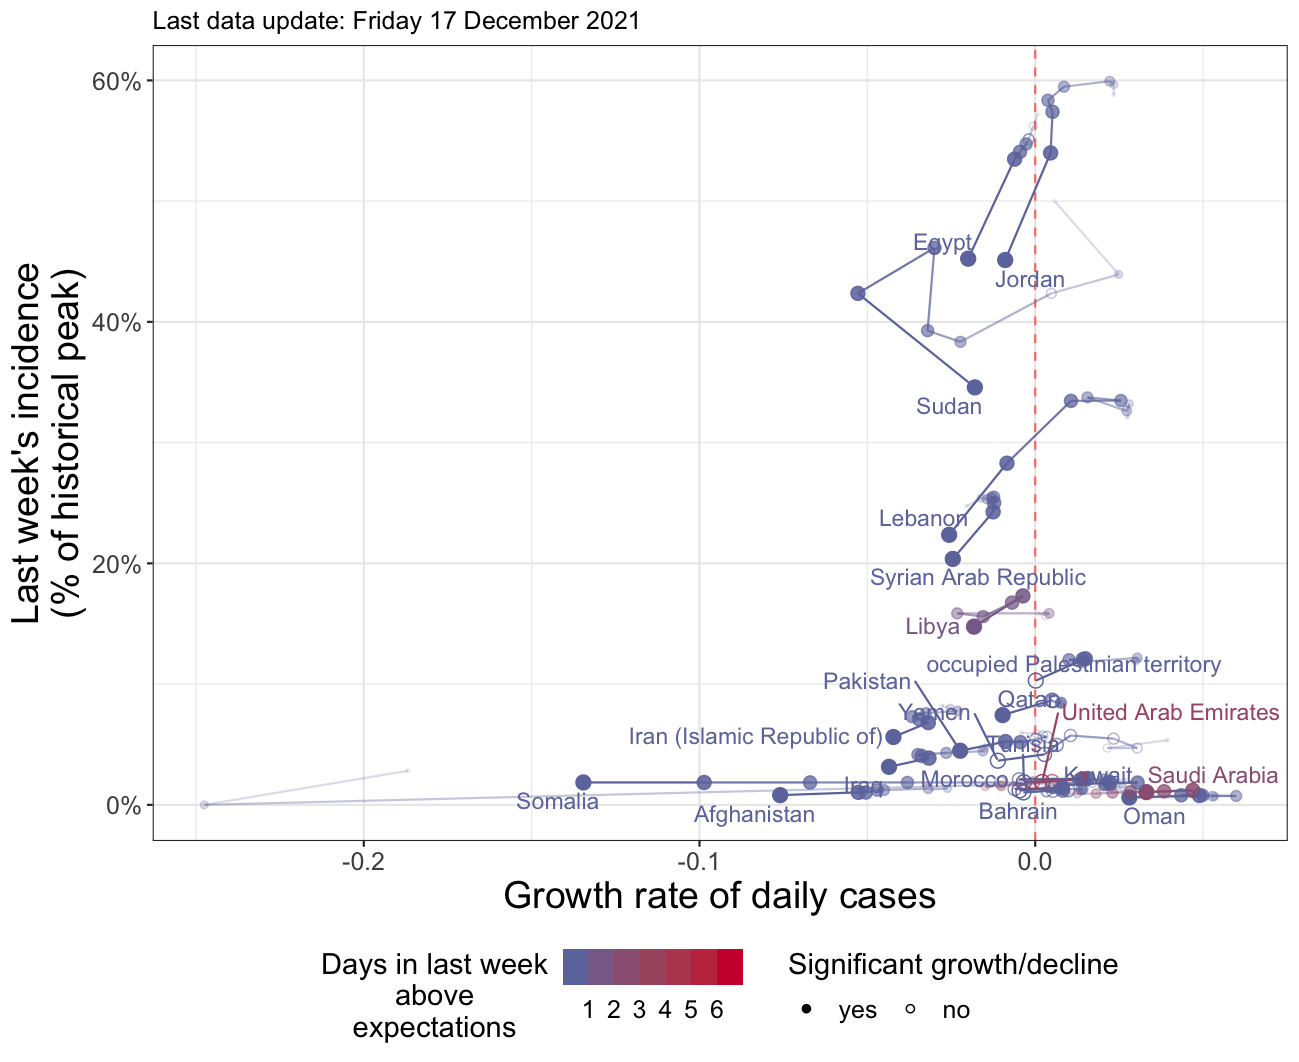 Last data update: Friday 17 December 2021
Last week's incidence
(% of historical peak)
60%
40%
20%
0%
Egypt
Jordan
Sudan
Lebanon
Syrian Arab Republic
Libya
occupied Palestinian territory
Pakistan
Qatar
Yemen
United Arab Emirates
Iran (Islamic Republic of)
Tunisia
Iraq
Morocco
Kuwait
Saudi Arabia
Somalia
Afghanistan
Bahrain
Oman
-0.2
-0.1
0.0
Growth rate of daily cases
Days in last week
above
expectations
1 2 3 4 5 6
Significant growth/decline
yes
no